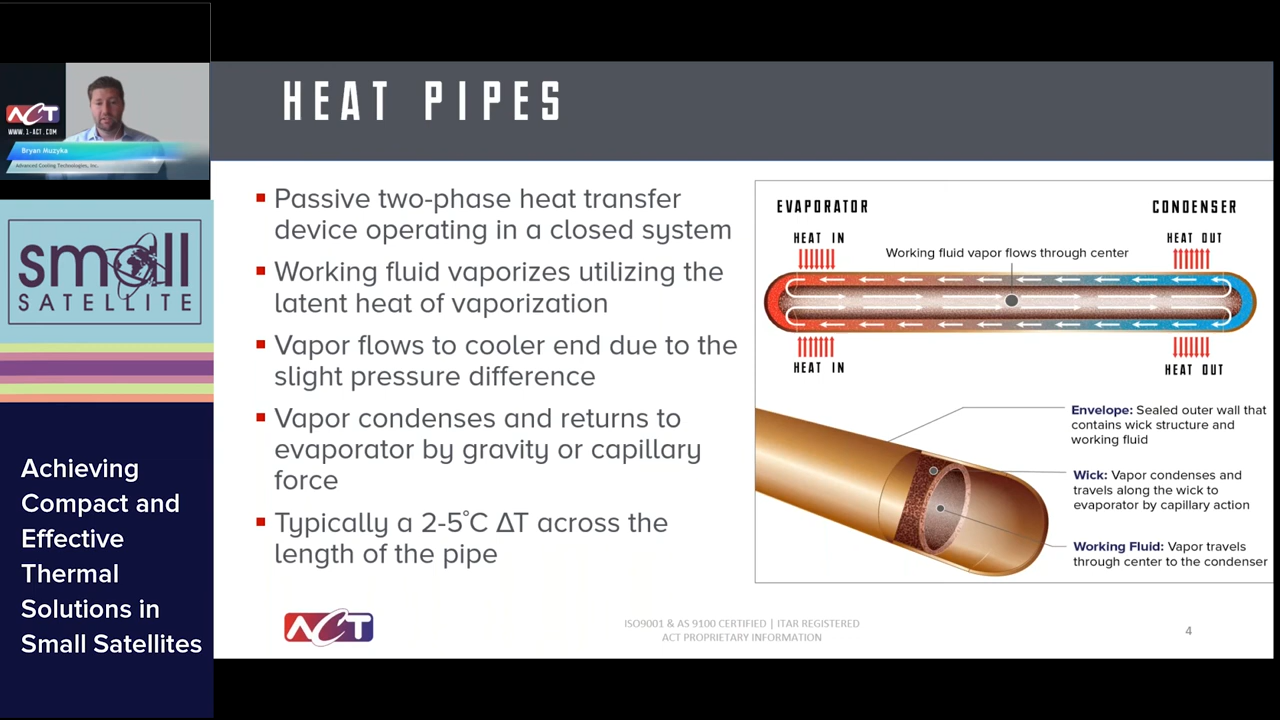 ACT
WWW.1-ACT.COM
Bryan Muzyka
Advanced Cooling Technologies, Inc.
small
SATELLITE
Achieving
Compact and
Effective
Thermal
Solutions in
Small Satellites
HEAT PIPES
Passive two-phase heat transfer
device operating in a closed system
Working fluid vaporizes utilizing the
latent heat of vaporization
Vapor flows to cooler end due to the
slight pressure difference
Vapor condenses and returns to
evaporator by gravity or capillary
force
Typically a 2-5°C ΔT across the
length of the pipe
EVAPORATOR
CONDENSER
HEAT IN
HEAT OUT
Working fluid vapor flows through center
HEAT IN
HEAT OUT
Envelope: Sealed outer wall that
contains wick structure and
working fluid
Wick: Vapor condenses and
travels along the wick to
evaporator by capillary action
Working Fluid: Vapor travels
through center to the condenser
ACT
ISO9001 & AS 9100 CERTIFIED | ITAR REGISTERED
ACT PROPRIETARY INFORMATION
4